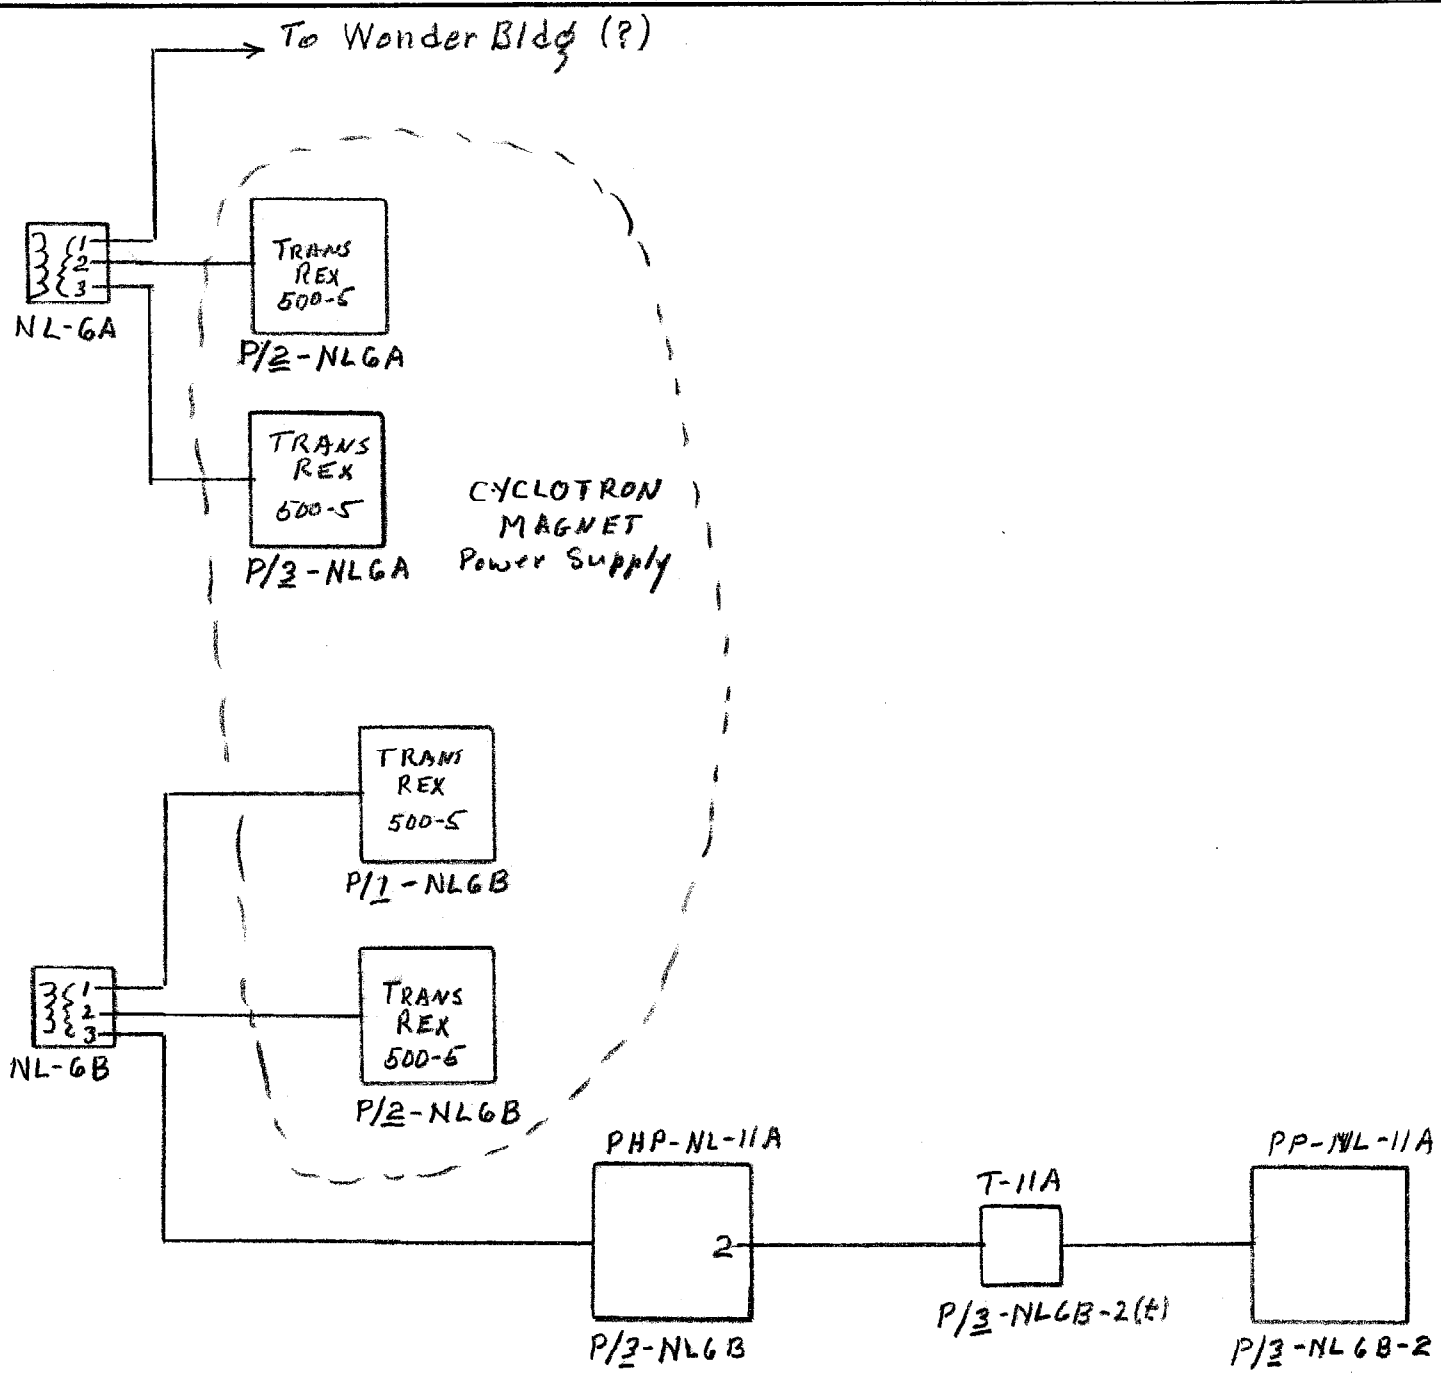 To Wonder Bldg (?)
1
2
3
NL-6A
TRANS
REX
500-5
P/2-NL6A
TRANS
REX
500-5
P/3-NL6A
CYCLOTRON
MAGNET
Power Supply
TRANS
REX
500-5
P/1-NL6B
1
2
3
NL-6B
TRANS
REX
500-5
P/2-NL6B
PHP-NL-11A
2
P/3-NL6B
T-11A
P/3-NL6B-2(t)
PP-NL-11A
P/3-NL6B-2